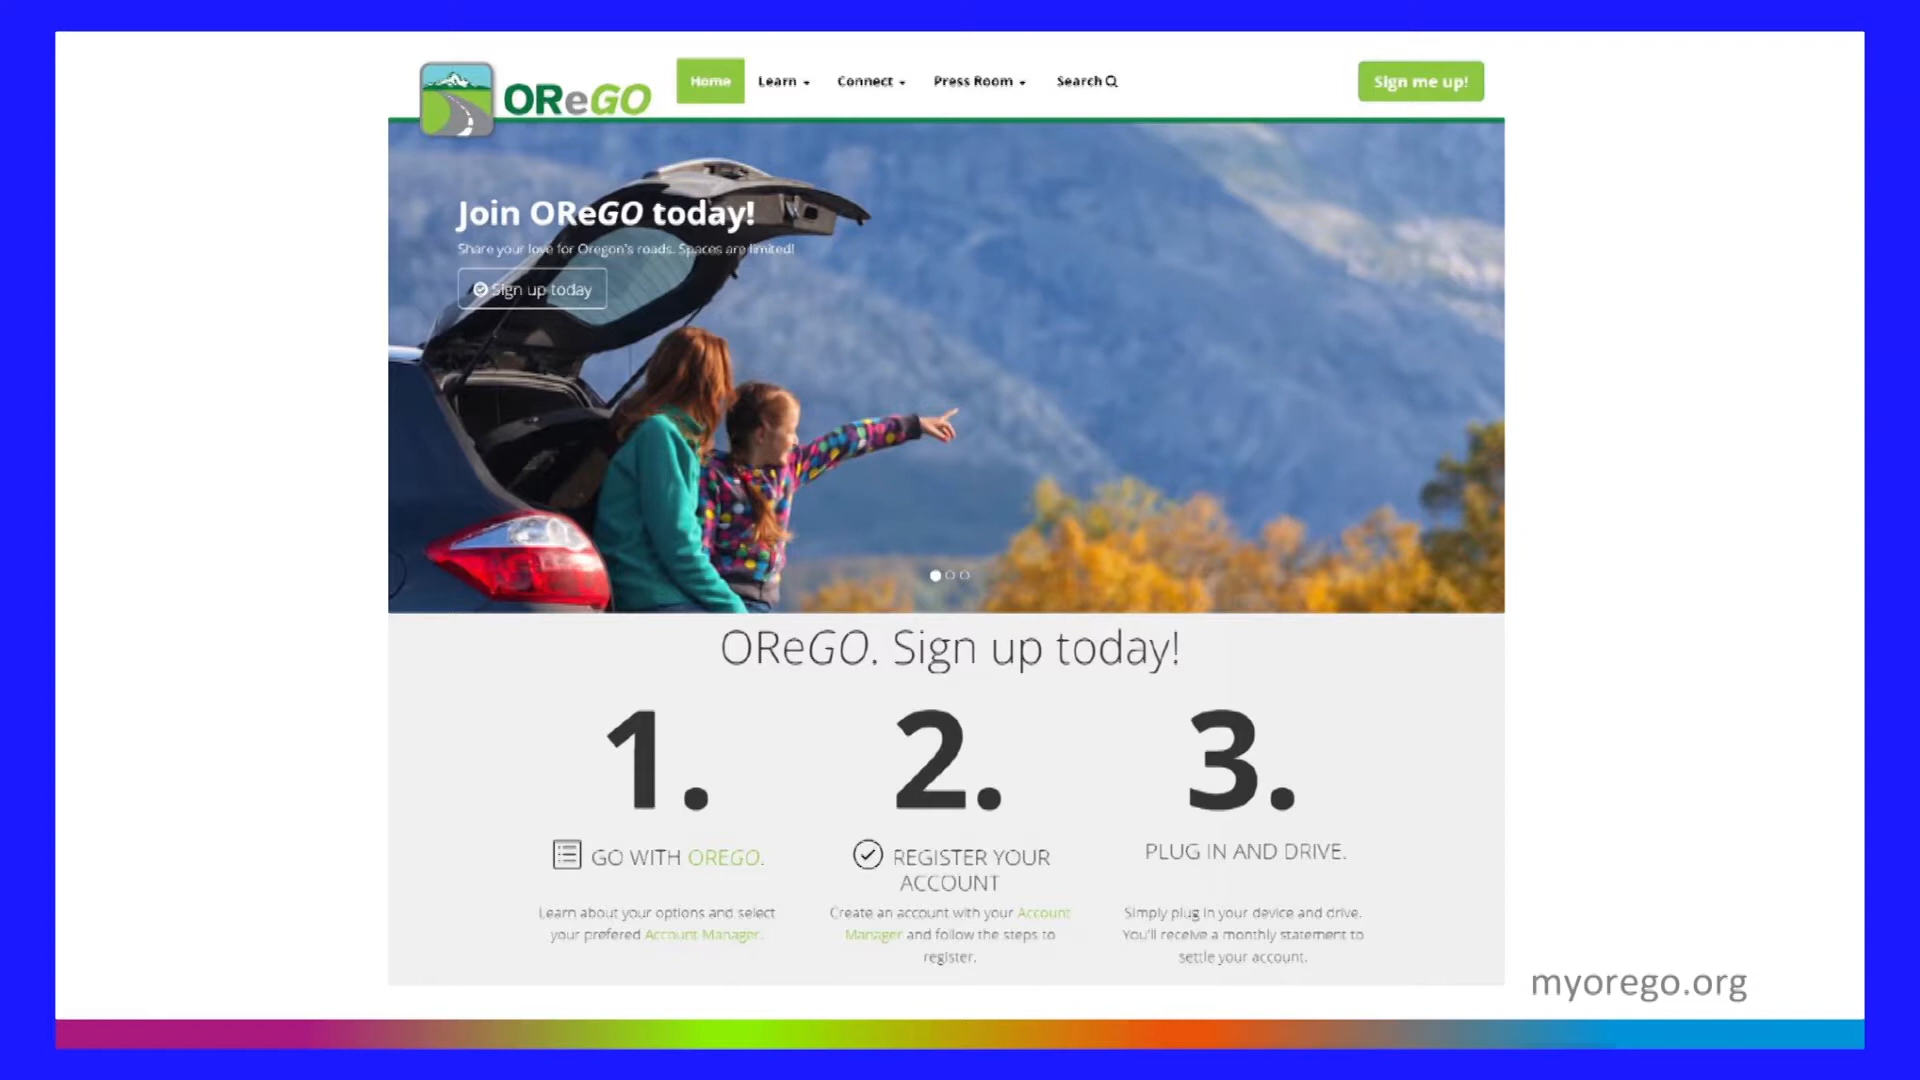 OReGO
Home Learn Connect Press Room Search
Sign me up!
Join OReGO today!
Share your love for Oregon's roads. Spaces are limited!
Sign up today
OReGO. Sign up today!
1. 2. 3.
GO WITH OREGO.
Learn about your options and select
your prefered Account Manager.
REGISTER YOUR
ACCOUNT
Create an account with your Account
Manager and follow the steps to
register.
PLUG IN AND DRIVE.
Simply plug in your device and drive.
You'll receive a monthly statement to
settle your account.
myorego.org